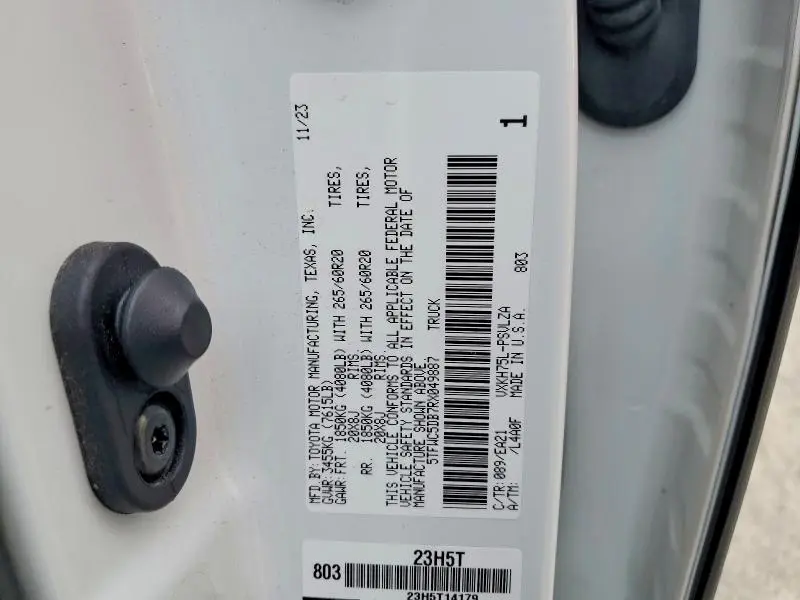 11/23
MFD.BY:TOYOTA MOTOR MANUFACTURING, TEXAS, INC.
GVWR:3455KG (7615LB)
GAWR:FRT. 1850KG (4080LB) WITH 265/60R20 TIRES,
20X8J RIMS,
RR. 1850KG (4080LB) WITH 265/60R20 TIRES,
20X8J RIMS.
THIS VEHICLE CONFORMS TO ALL APPLICABLE FEDERAL MOTOR
VEHICLE SAFETY STANDARDS IN EFFECT ON THE DATE OF
MANUFACTURE SHOWN ABOVE
5TFWC5DB7RX049887 TRUCK
1
C/TR:089/EA21 VXKH75L-PSVLZA
A/TM: /L4A0F MADE IN U.S.A. 803
23H5T
803
23H5T14179